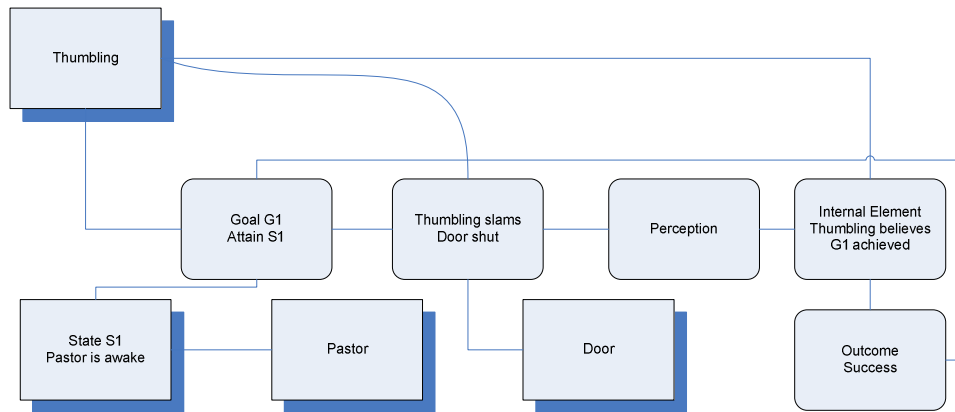 Thumbling
Goal G1
Attain S1
Thumbling slams
Door shut
Perception
Internal Element
Thumbling believes
G1 achieved
State S1
Pastor is awake
Pastor
Door
Outcome
Success